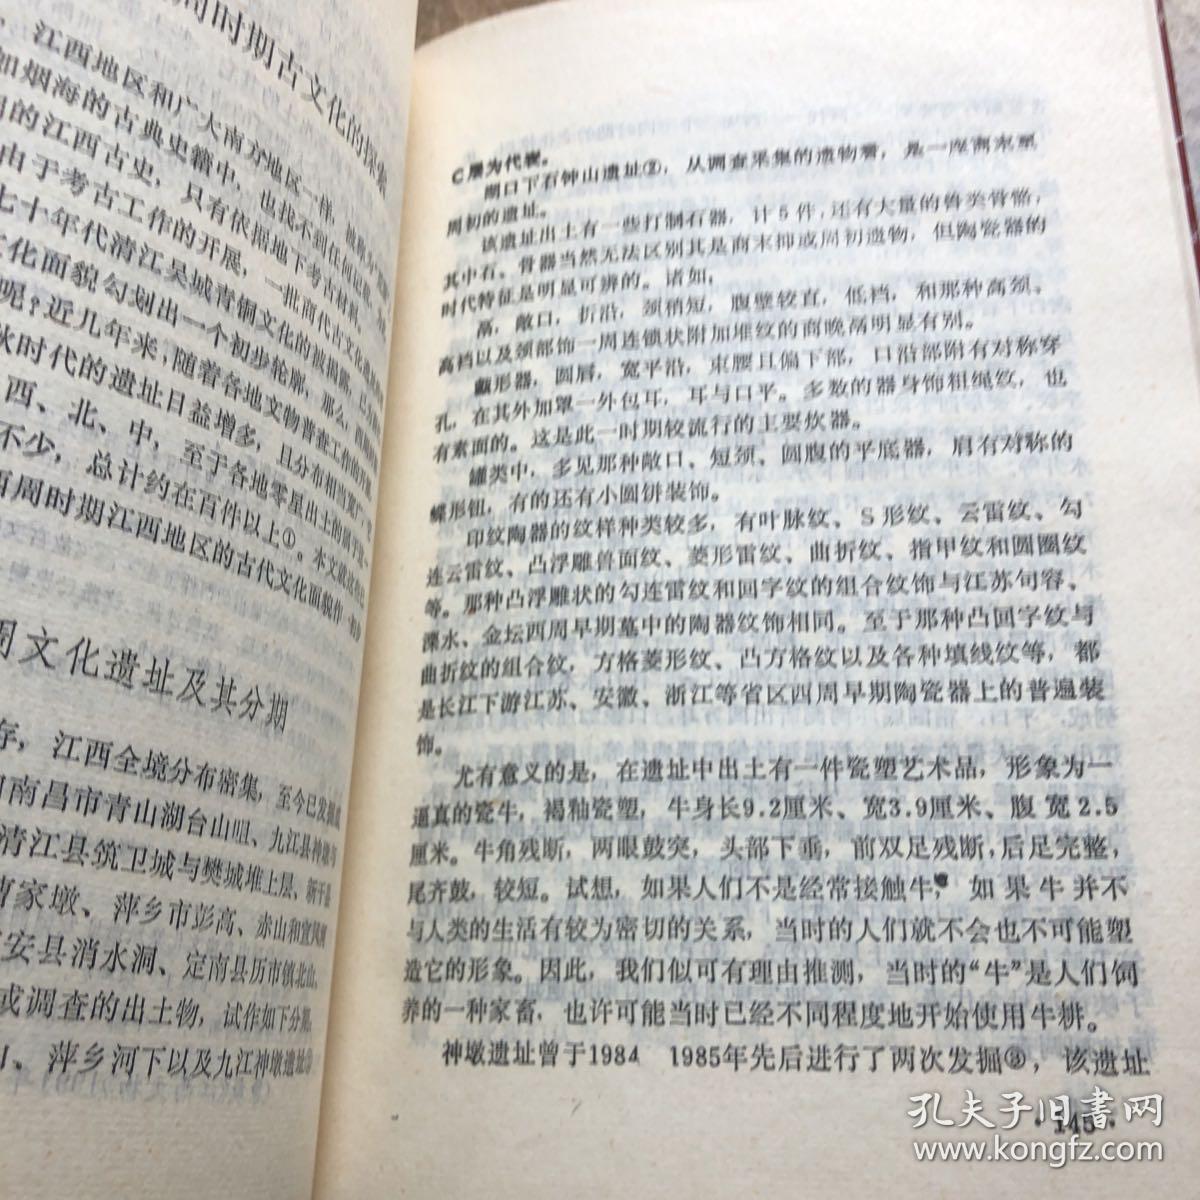 周时期古文化的探索
江西地区和广大南方地区一样,
如烟海的古典史籍中,也找不到任何记载,
的江西古史,只有依据地下考古材料。
由于考古工作的开展,一批商代古文化
七十年代清江吴城青铜文化的被揭露,
文化面貌勾划出一个初步轮廓,那么,
呢?近几年来,随着各地文物普查工作的开展,
秋时代的遗址日益增多,且分布相当宽广,
西、北、中,至于各地零星出土的
不少,总计约在百件以上①。本文
西周时期江西地区的古代文化面貌作一初步
周文化遗址及其分期
存,江西全境分布密集,至今已发掘
南昌市青山湖台山咀、九江县神墩
清江县筑卫城与樊城堆上层、新干县
曹家墩、萍乡市彭高、赤山和宣风
安县消水洞、定南县历市镇北山,
或调查的出土物,试作如下分期。
、萍乡河下以及九江神墩遗址
C层为代表。
湖口下石钟山遗址②,从调查采集的遗物看,是一座商末至
周初的遗址。
该遗址出土有一些打制石器,计5件,还有大量的兽类骨骼,
其中石、骨器当然无法区别其是商末抑或周初遗物,但陶瓷器的
时代特征是明显可辨的。诸如,
鬲,敞口,折沿,颈稍短,腹壁较直,低裆,和那种高颈、
高裆以及颈部饰一周连锁状附加堆纹的商晚鬲明显有别。
甗形器,圆唇,宽平沿,束腰且偏下部,口沿部附有对称穿
孔,在其外加罩一外包耳,耳与口平。多数的器身饰粗绳纹,也
有素面的。这是此一时期较流行的主要炊器。
罐类中,多见那种敞口、短颈、圆腹的平底器,肩有对称的
蝶形钮,有的还有小圆饼装饰。
印纹陶器的纹样种类较多,有叶脉纹、S形纹、云雷纹、勾
连云雷纹、凸浮雕兽面纹、菱形雷纹、曲折纹、指甲纹和圆圈纹
等。那种凸浮雕状的勾连雷纹和回字纹的组合纹饰与江苏句容、
溧水、金坛西周早期墓中的陶器纹饰相同。至于那种凸回字纹与
曲折纹的组合纹,方格菱形纹、凸方格纹以及各种填线纹等,都
是长江下游江苏、安徽、浙江等省区西周早期陶瓷器上的普遍装
饰。
尤有意义的是,在遗址中出土有一件瓷塑艺术品,形象为一
逼真的瓷牛,褐釉瓷塑,牛身长9.2厘米、宽3.9厘米、腹宽2.5
厘米。牛角残断,两眼鼓突,头部下垂,前双足残断,后足完整,
尾齐鼓,较短。试想,如果人们不是经常接触牛,如果牛并不
与人类的生活有较为密切的关系,当时的人们就不会也不可能塑
造它的形象。因此,我们似可有理由推测,当时的“牛”是人们饲
养的一种家畜,也许可能当时已经不同程度地开始使用牛耕。
神墩遗址曾于1984 1985年先后进行了两次发掘③,该遗址
·145·
孔夫子旧书网
www.kongfz.com